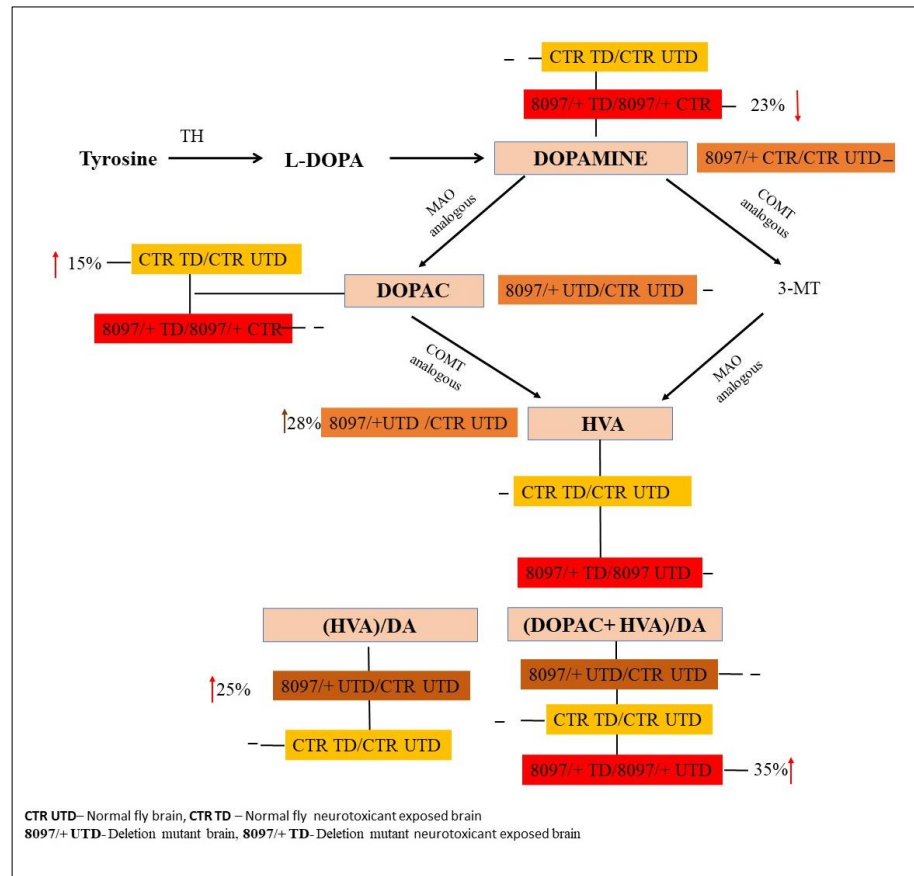 – CTR TD/CTR UTD
8097/+ TD/8097/+ CTR 23%
TH
Tyrosine L-DOPA DOPAMINE 8097/+ CTR/CTR UTD –
MAO analogous
COMT analogous
15% CTR TD/CTR UTD
DOPAC 8097/+ UTD/CTR UTD –
3-MT
8097/+ TD/8097/+ CTR –
COMT analogous
MAO analogous
28% 8097/+UTD /CTR UTD HVA
– CTR TD/CTR UTD
8097/+ TD/8097 UTD –
(HVA)/DA
25% 8097/+ UTD/CTR UTD
– CTR TD/CTR UTD
(DOPAC+ HVA)/DA
8097/+ UTD/CTR UTD –
– CTR TD/CTR UTD
8097/+ TD/8097/+ UTD 35%
CTR UTD– Normal fly brain, CTR TD – Normal fly neurotoxicant exposed brain
8097/+ UTD- Deletion mutant brain, 8097/+ TD- Deletion mutant neurotoxicant exposed brain